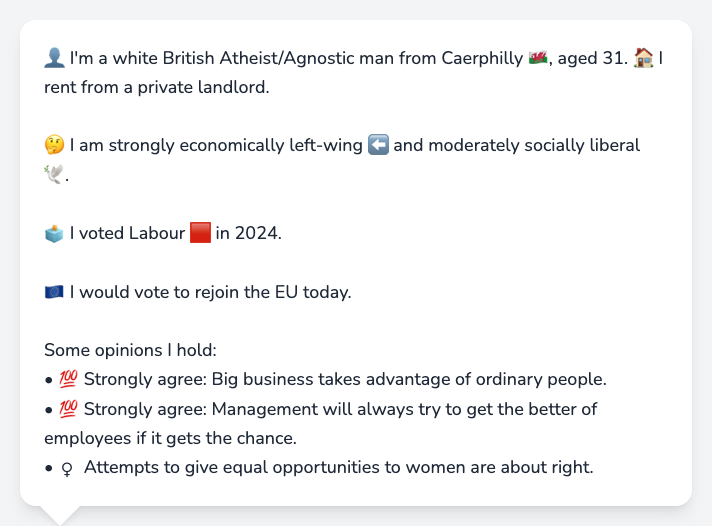 👤 I'm a white British Atheist/Agnostic man from Caerphilly 🏴󠁧󠁢󠁷󠁬󠁳󠁿, aged 31. 🏠 I
rent from a private landlord.
🤔 I am strongly economically left-wing ⬅️ and moderately socially liberal
🕊️.
🗳️ I voted Labour 🟥 in 2024.
🇪🇺 I would vote to rejoin the EU today.
Some opinions I hold:
• 💯 Strongly agree: Big business takes advantage of ordinary people.
• 💯 Strongly agree: Management will always try to get the better of
employees if it gets the chance.
• ♀ Attempts to give equal opportunities to women are about right.